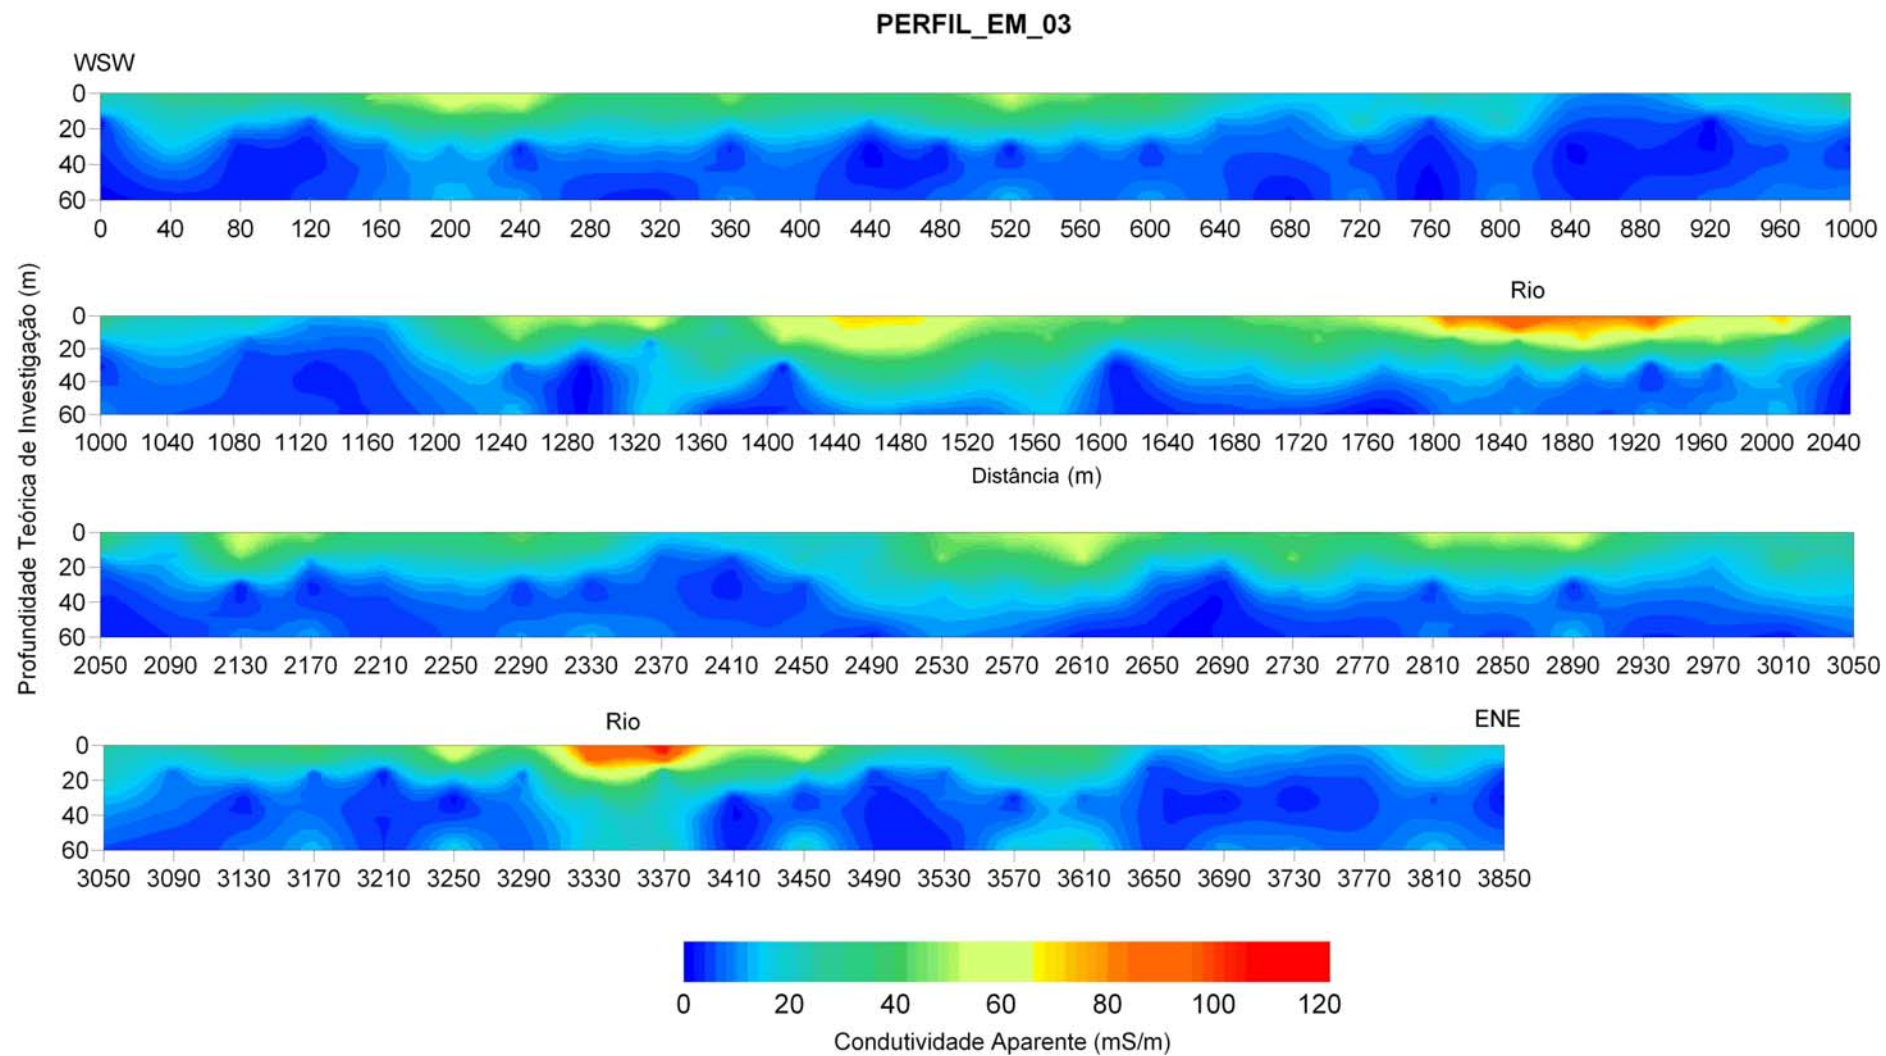 PERFIL_EM_03
WSW
0
20
40
60
0 40 80 120 160 200 240 280 320 360 400 440 480 520 560 600 640 680 720 760 800 840 880 920 960 1000
Profundidade Teórica de Investigação (m)
Rio
0
20
40
60
1000 1040 1080 1120 1160 1200 1250 1290 1330 1360 1400 1440 1480 1520 1560 1600 1640 1680 1720 1760 1800 1840 1880 1920 1960 2000 2040
Distância (m)
0
20
40
60
2050 2090 2130 2170 2210 2250 2290 2330 2370 2410 2450 2490 2530 2570 2610 2650 2690 2730 2770 2810 2850 2890 2930 2970 3010 3050
Rio ENE
0
20
40
60
3050 3090 3130 3170 3210 3250 3290 3330 3370 3410 3450 3490 3530 3570 3610 3650 3690 3730 3770 3810 3850
0 20 40 60 80 100 120
Condutividade Aparente (mS/m)